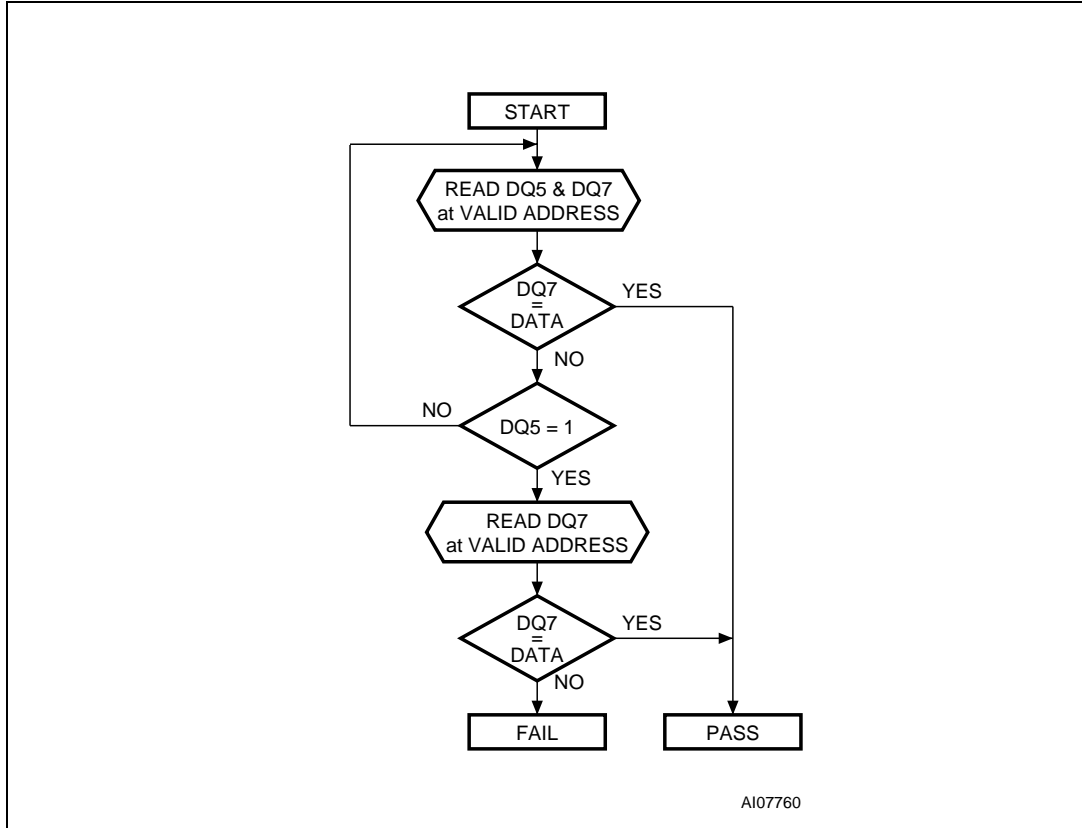 START
READ DQ5 & DQ7
at VALID ADDRESS
DQ7
=
DATA
YES
NO
NO
DQ5 = 1
YES
READ DQ7
at VALID ADDRESS
DQ7
=
DATA
YES
NO
FAIL
PASS
AI07760